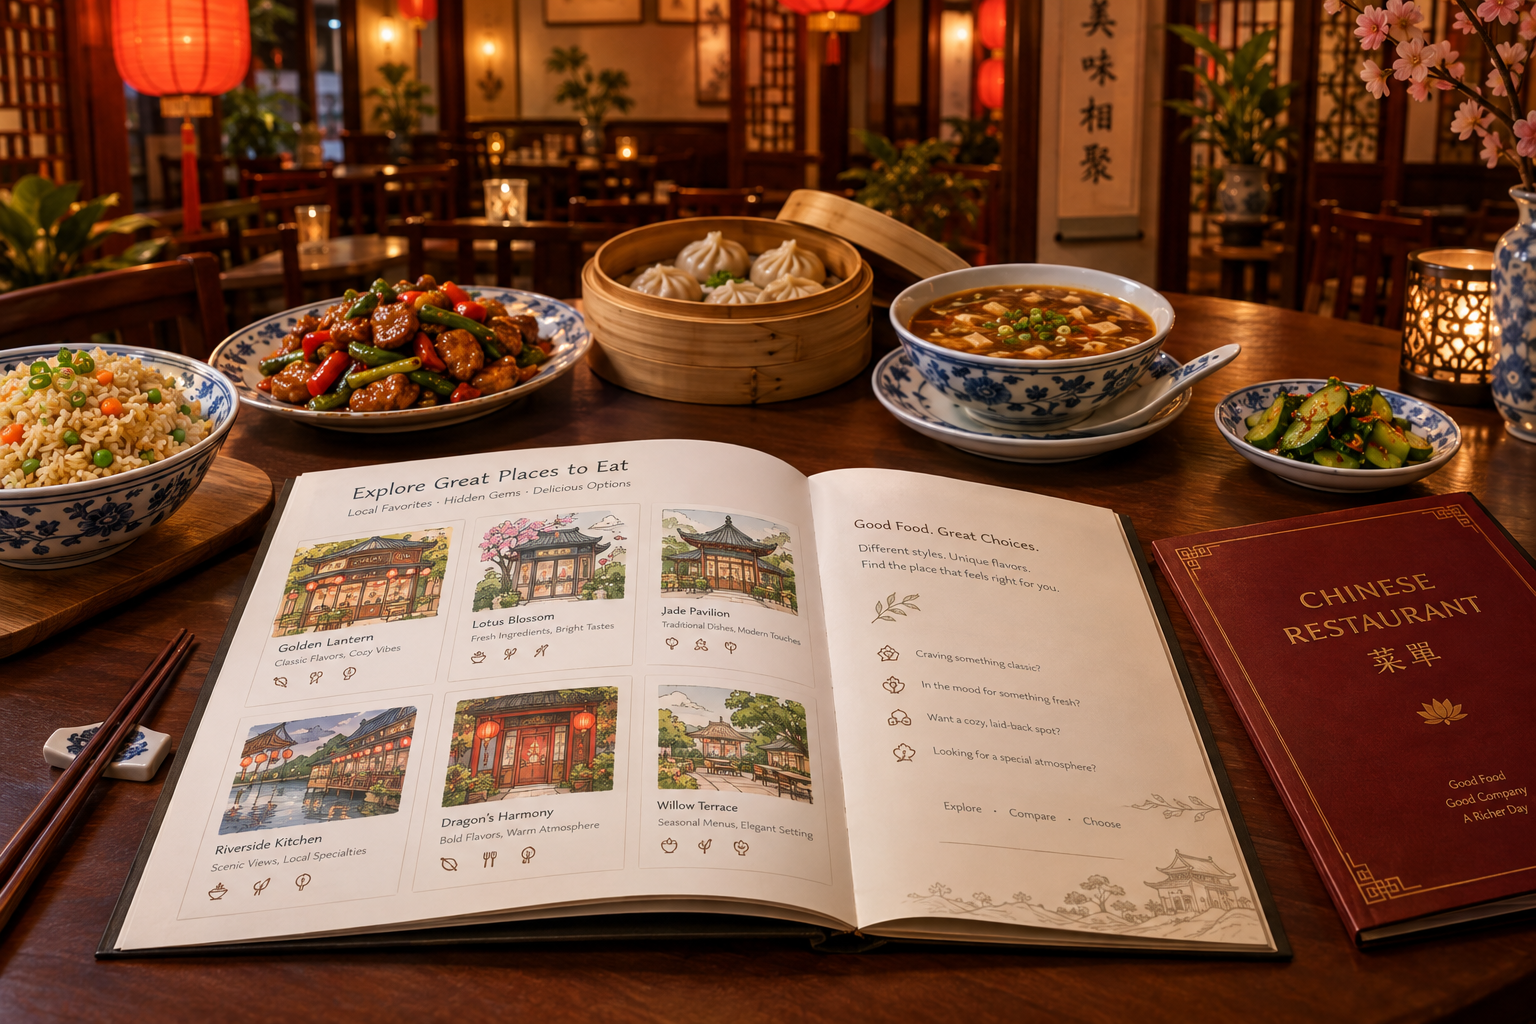 美味相聚
Explore Great Places to Eat
Local Favorites · Hidden Gems · Delicious Options
Golden Lantern
Classic Flavors, Cozy Vibes
Lotus Blossom
Fresh Ingredients, Bright Tastes
Jade Pavilion
Traditional Dishes, Modern Touches
Riverside Kitchen
Scenic Views, Local Specialties
Dragon's Harmony
Bold Flavors, Warm Atmosphere
Willow Terrace
Seasonal Menus, Elegant Setting
Good Food. Great Choices.
Different styles. Unique flavors.
Find the place that feels right for you.
Craving something classic?
In the mood for something fresh?
Want a cozy, laid-back spot?
Looking for a special atmosphere?
Explore · Compare · Choose
CHINESE
RESTAURANT
菜單
Good Food
Good Company
A Richer Day